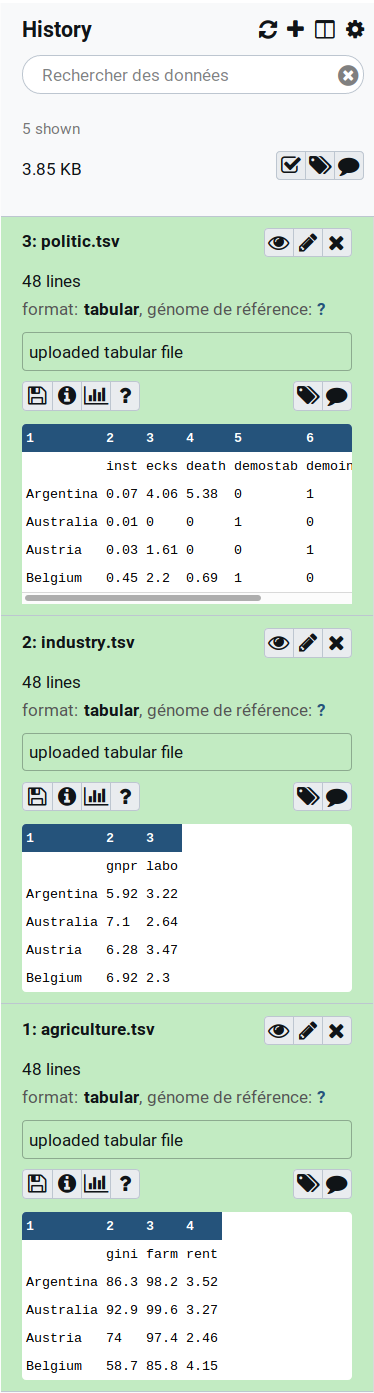 History
Rechercher des données
5 shown
3.85 KB
3: politic.tsv
48 lines
format: tabular, génome de référence: ?
uploaded tabular file
?
1 2 3 4 5 6
inst ecks death demostab demoin
Argentina 0.07 4.06 5.38 0 1
Australia 0.01 0 0 1 0
Austria 0.03 1.61 0 0 1
Belgium 0.45 2.2 0.69 1 0
2: industry.tsv
48 lines
format: tabular, génome de référence: ?
uploaded tabular file
?
1 2 3
gnpr labo
Argentina 5.92 3.22
Australia 7.1 2.64
Austria 6.28 3.47
Belgium 6.92 2.3
1: agriculture.tsv
48 lines
format: tabular, génome de référence: ?
uploaded tabular file
?
1 2 3 4
gini farm rent
Argentina 86.3 98.2 3.52
Australia 92.9 99.6 3.27
Austria 74 97.4 2.46
Belgium 58.7 85.8 4.15